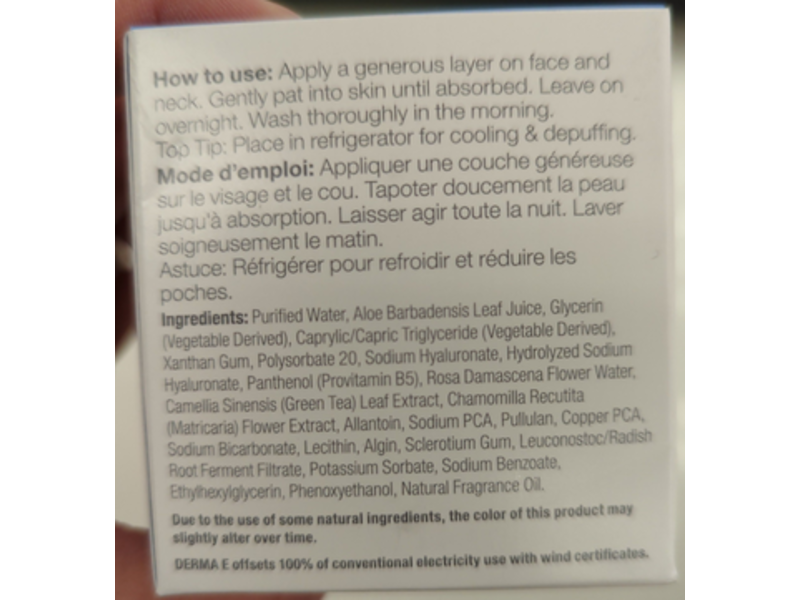 How to use: Apply a generous layer on face and
neck. Gently pat into skin until absorbed. Leave on
overnight. Wash thoroughly in the morning.
Top Tip: Place in refrigerator for cooling & depuffing.
Mode d'emploi: Appliquer une couche généreuse
sur le visage et le cou. Tapoter doucement la peau
jusqu'à absorption. Laisser agir toute la nuit. Laver
soigneusement le matin.
Astuce: Réfrigérer pour refroidir et réduire les
poches.
Ingredients: Purified Water, Aloe Barbadensis Leaf Juice, Glycerin
(Vegetable Derived), Caprylic/Capric Triglyceride (Vegetable Derived),
Xanthan Gum, Polysorbate 20, Sodium Hyaluronate, Hydrolyzed Sodium
Hyaluronate, Panthenol (Provitamin B5), Rosa Damascena Flower Water,
Camellia Sinensis (Green Tea) Leaf Extract, Chamomilla Recutita
(Matricaria) Flower Extract, Allantoin, Sodium PCA, Pullulan, Copper PCA,
Sodium Bicarbonate, Lecithin, Algin, Sclerotium Gum, Leuconostoc/Radish
Root Ferment Filtrate, Potassium Sorbate, Sodium Benzoate,
Ethylhexylglycerin, Phenoxyethanol, Natural Fragrance Oil.
Due to the use of some natural ingredients, the color of this product may
slightly alter over time.
DERMA E offsets 100% of conventional electricity use with wind certificates.